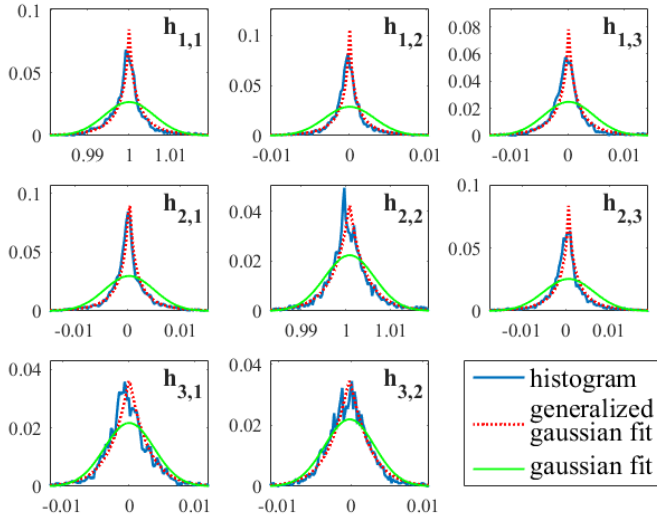 0.1
0.05
0
0.99 1 1.01
h1,1
0.1
0.05
0
-0.01 0 0.01
h1,2
0.08
0.06
0.04
0.02
0
-0.01 0 0.01
h1,3
0.1
0.05
0
-0.01 0 0.01
h2,1
0.04
0.02
0
0.99 1 1.01
h2,2
0.1
0.05
0
-0.01 0 0.01
h2,3
0.04
0.02
0
-0.01 0 0.01
h3,1
0.04
0.02
0
-0.01 0 0.01
h3,2
histogram
generalized
gaussian fit
gaussian fit